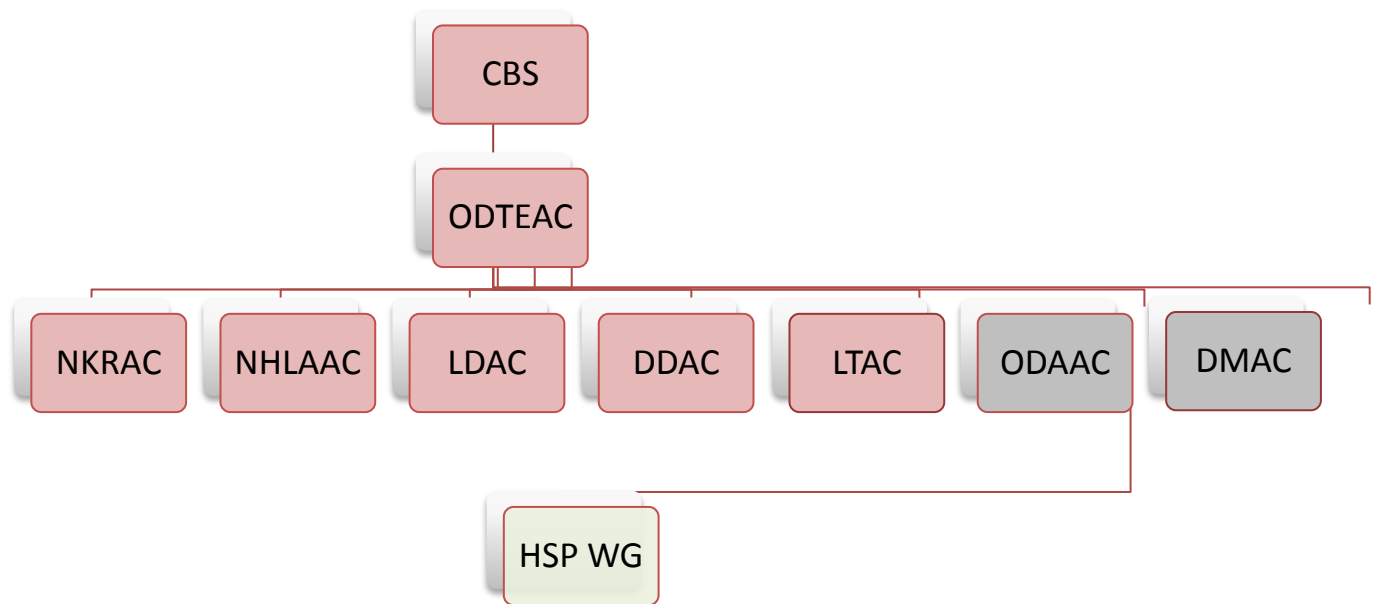 CBS
ODTEAC
NKRAC
NHLAAC
LDAC
DDAC
LTAC
ODAAC
DMAC
HSP WG